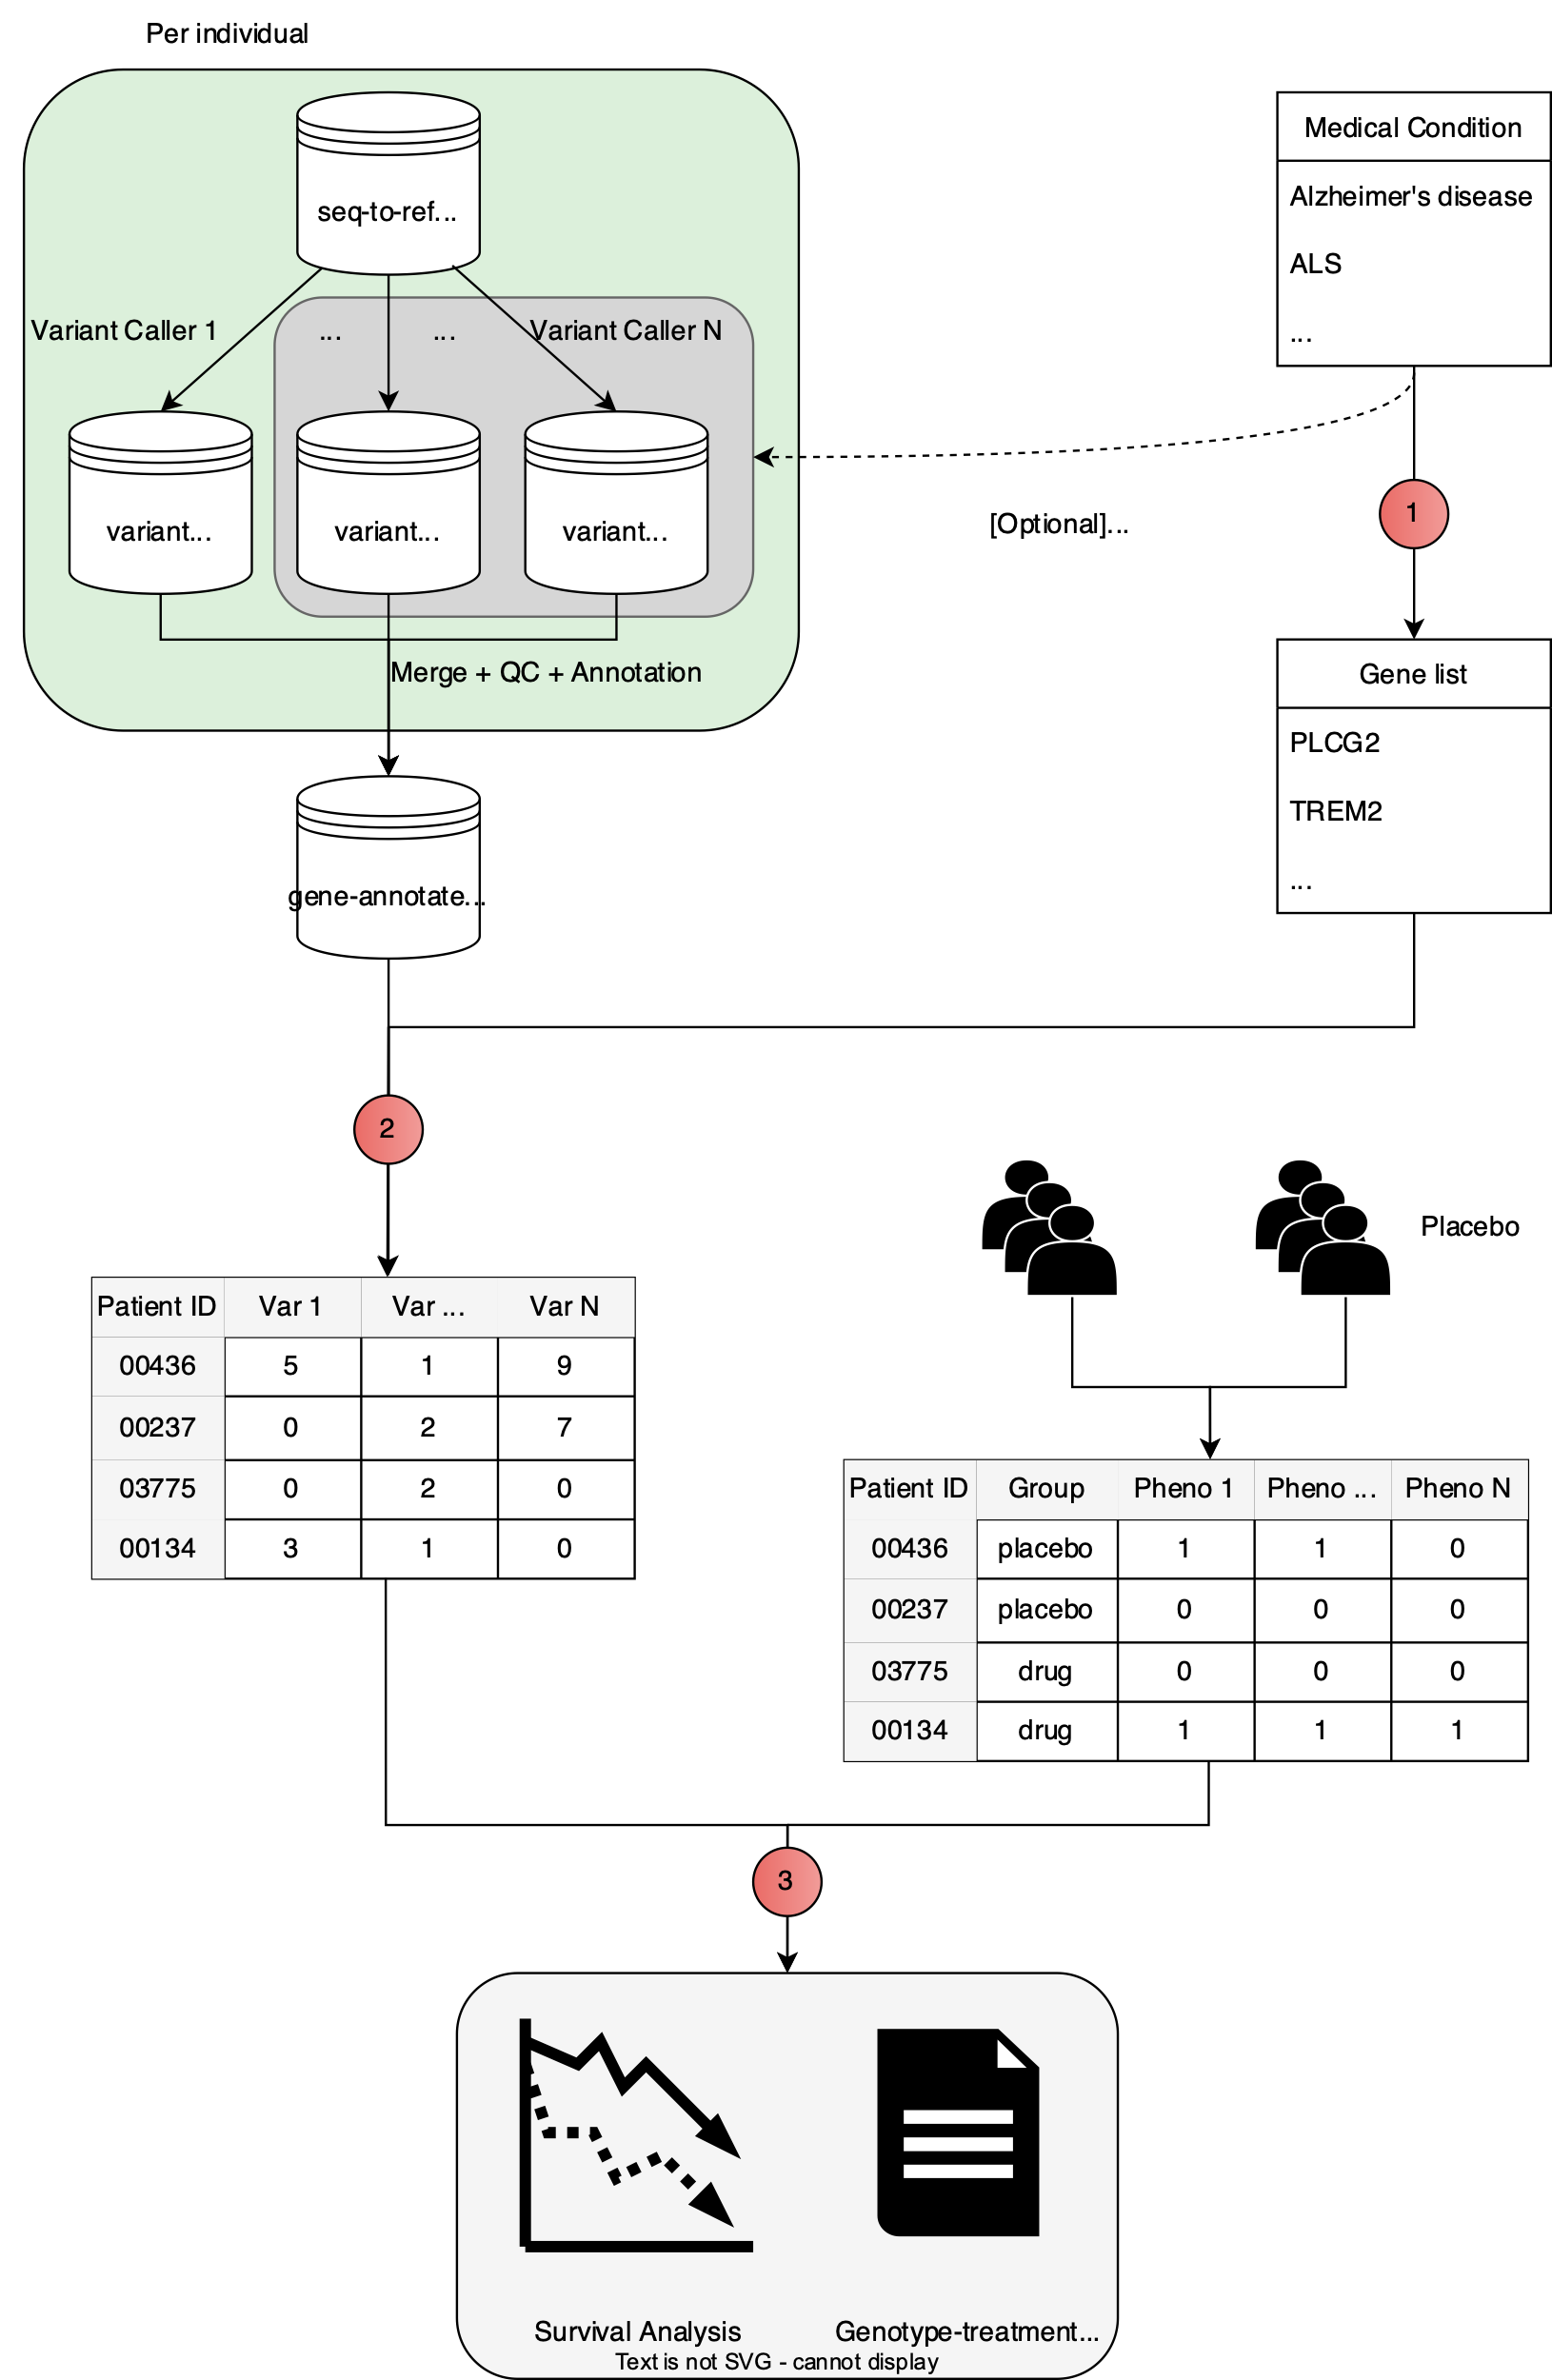 Per individual
seq-to-ref...
Variant Caller 1
...
...
Variant Caller N
variant...
variant...
variant...
Merge + QC + Annotation
gene-annotate...
Medical Condition
Alzheimer's disease
ALS
...
[Optional]...
1
Gene list
PLCG2
TREM2
...
2
Patient ID Var 1 Var ... Var N
00436 5 1 9
00237 0 2 7
03775 0 2 0
00134 3 1 0
Placebo
Patient ID Group Pheno 1 Pheno ... Pheno N
00436 placebo 1 1 0
00237 placebo 0 0 0
03775 drug 0 0 0
00134 drug 1 1 1
3
Survival Analysis
Genotype-treatment...
Text is not SVG - cannot display